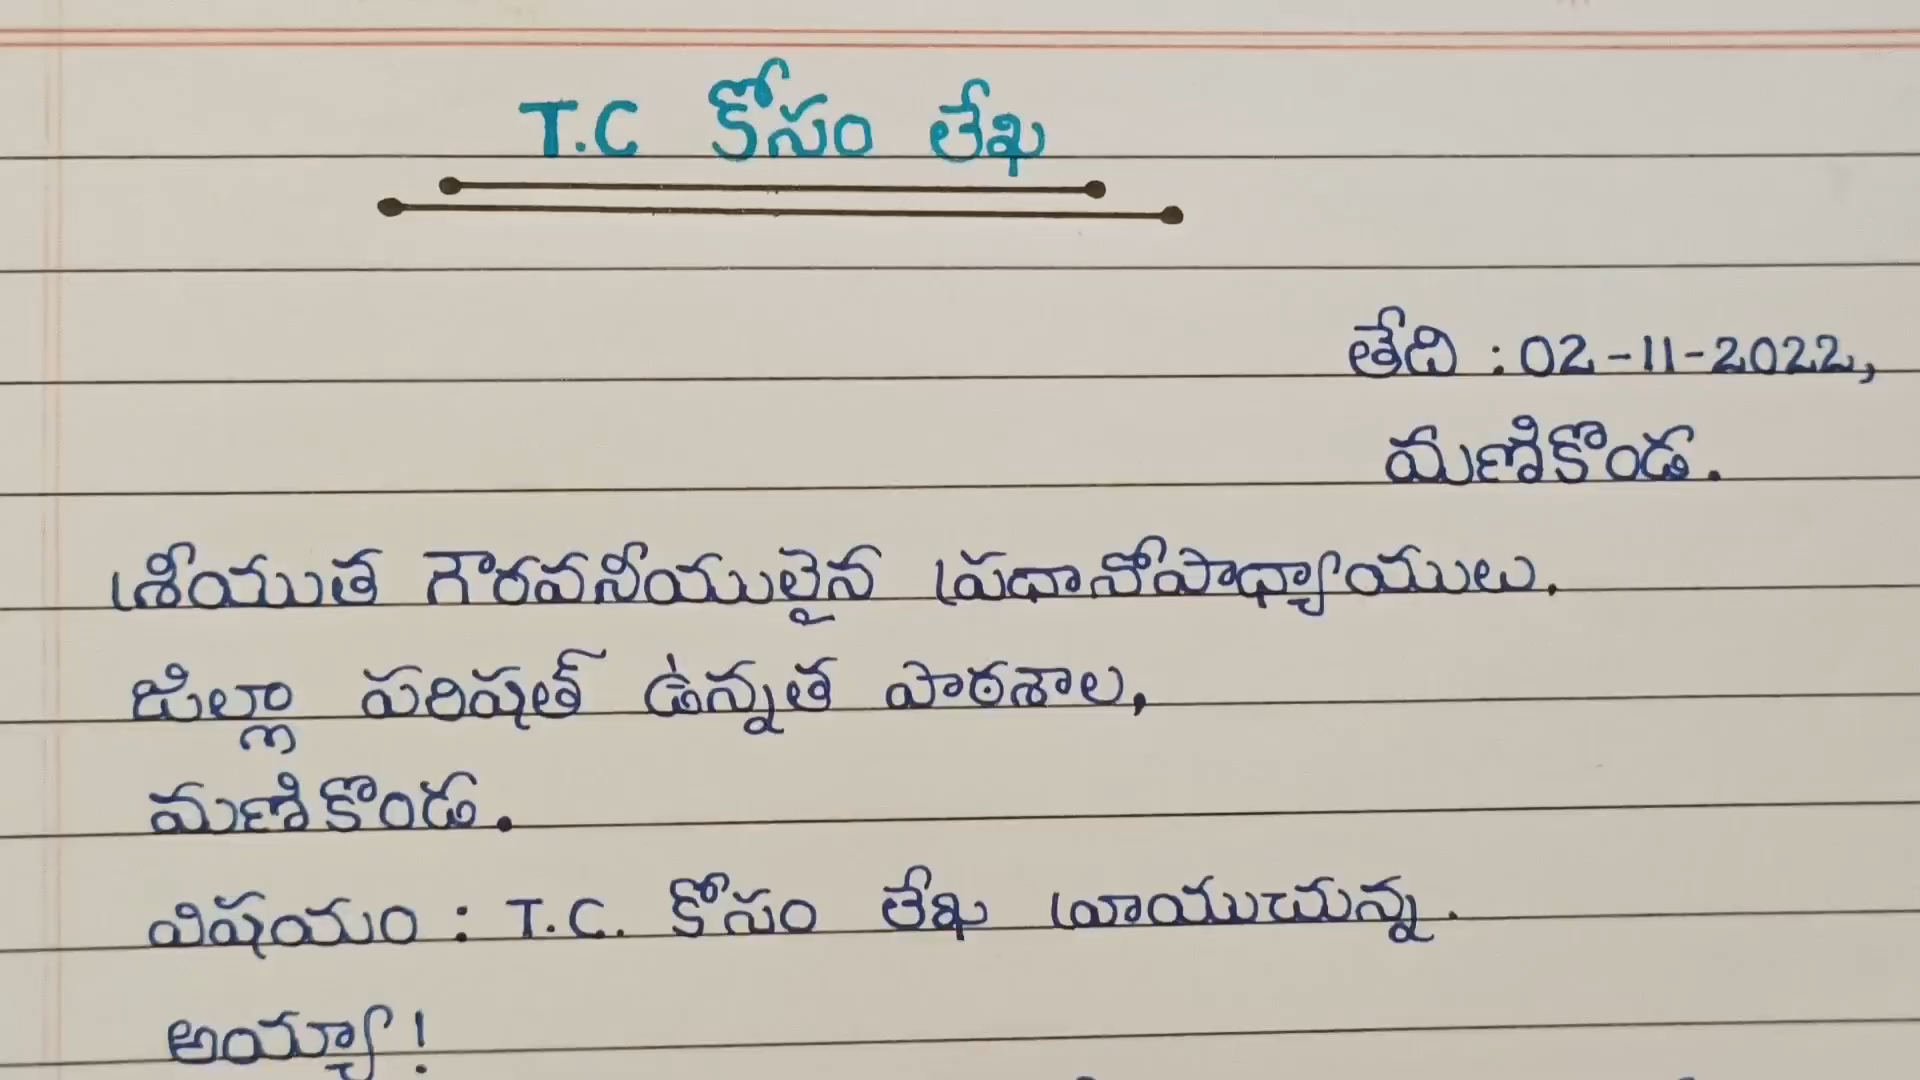 T.C కోసం లేఖ
తేది : 02-11-2022,
మణికొండ.
శ్రీయుత గౌరవనీయులైన ప్రధానోపాధ్యాయులు.
జిల్లా పరిషత్ ఉన్నత పాఠశాల,
మణికొండ.
విషయం : T.C. కోసం లేఖ వ్రాయుచున్న.
అయ్యా!